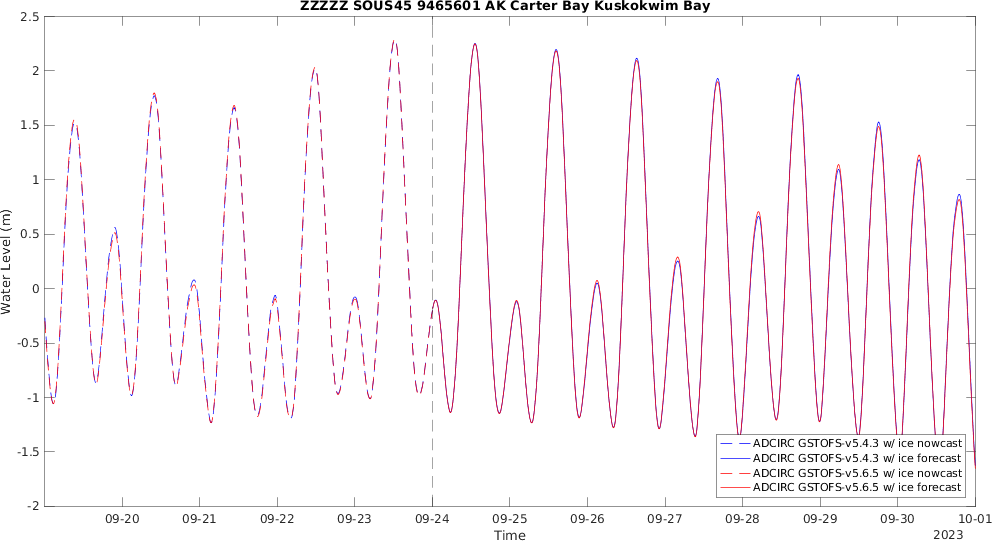 ZZZZZ SOUS45 9465601 AK Carter Bay Kuskokwim Bay
2.5
2
1.5
1
0.5
0
-0.5
-1
-1.5
-2
Water Level (m)
09-20 09-21 09-22 09-23 09-24 09-25 09-26 09-27 09-28 09-29 09-30 10-01
Time
2023
ADCIRC GSTOFS-v5.4.3 w/ ice nowcast
ADCIRC GSTOFS-v5.4.3 w/ ice forecast
ADCIRC GSTOFS-v5.6.5 w/ ice nowcast
ADCIRC GSTOFS-v5.6.5 w/ ice forecast